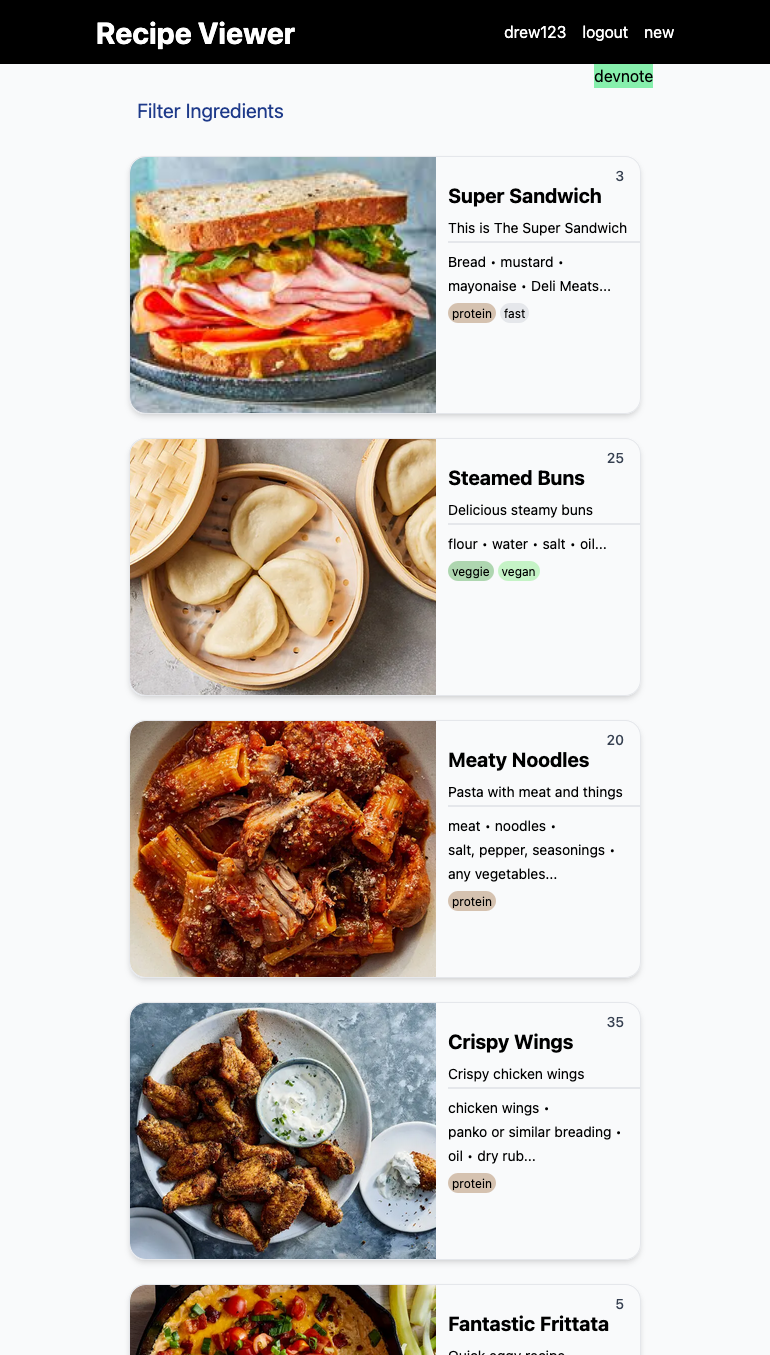 Recipe Viewer
drew123 logout new
devnote
Filter Ingredients
3
Super Sandwich
This is The Super Sandwich
Bread • mustard •
mayonaise • Deli Meats...
protein fast
25
Steamed Buns
Delicious steamy buns
flour • water • salt • oil...
veggie vegan
20
Meaty Noodles
Pasta with meat and things
meat • noodles •
salt, pepper, seasonings •
any vegetables...
protein
35
Crispy Wings
Crispy chicken wings
chicken wings •
panko or similar breading •
oil • dry rub...
protein
5
Fantastic Frittata
Quick eggy recipe